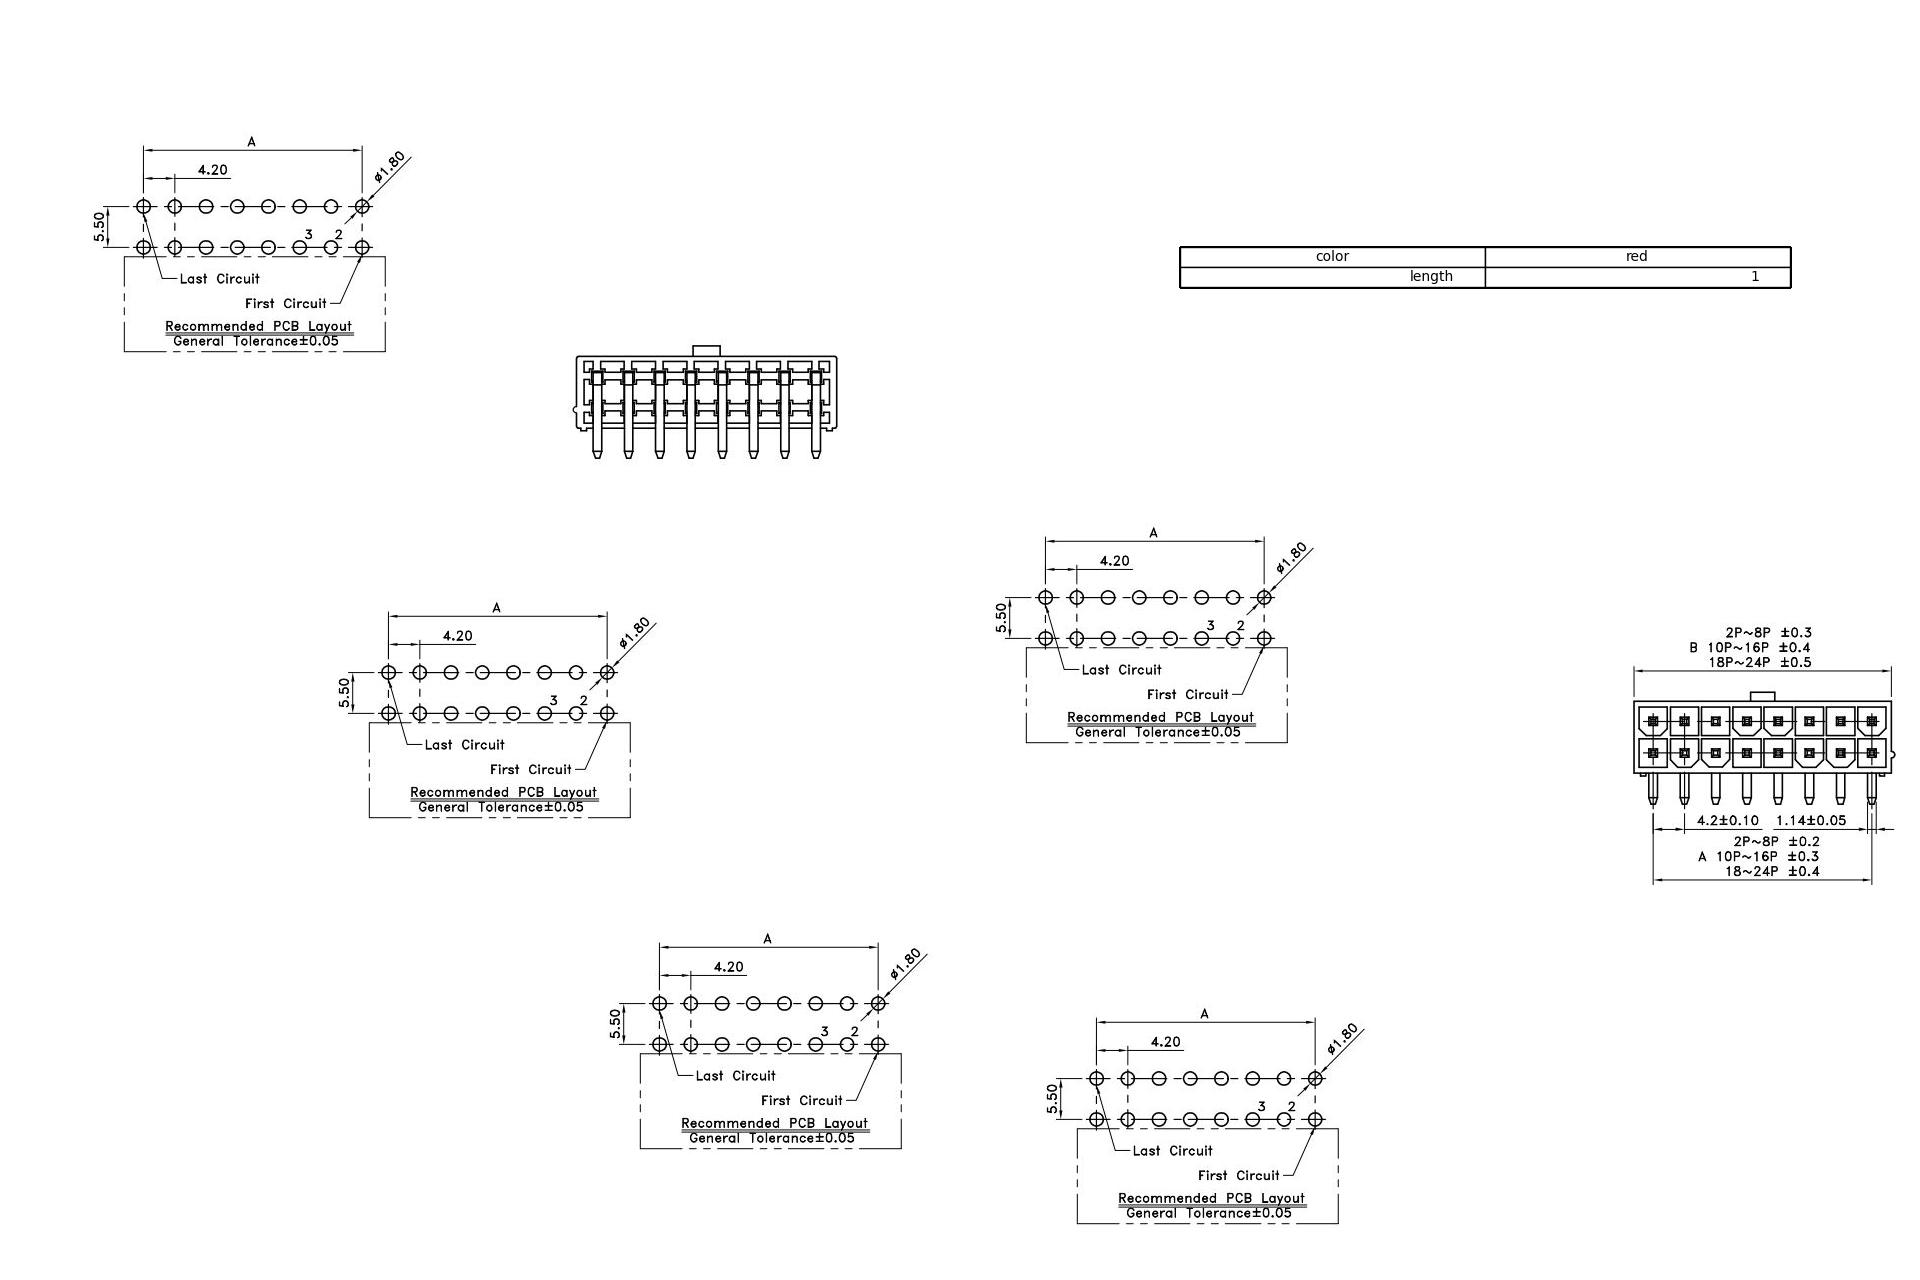 A
4.20
ø1.80
5.50
3 2
Last Circuit
First Circuit
Recommended PCB Layout
General Tolerance±0.05
color red
length 1
A
4.20
ø1.80
5.50
3 2
Last Circuit
First Circuit
Recommended PCB Layout
General Tolerance±0.05
A
4.20
ø1.80
5.50
3 2
Last Circuit
First Circuit
Recommended PCB Layout
General Tolerance±0.05
2P~8P ±0.3
B 10P~16P ±0.4
18P~24P ±0.5
4.2±0.10 1.14±0.05
2P~8P ±0.2
A 10P~16P ±0.3
18~24P ±0.4
A
4.20
ø1.80
5.50
3 2
Last Circuit
First Circuit
Recommended PCB Layout
General Tolerance±0.05
A
4.20
ø1.80
5.50
3 2
Last Circuit
First Circuit
Recommended PCB Layout
General Tolerance±0.05